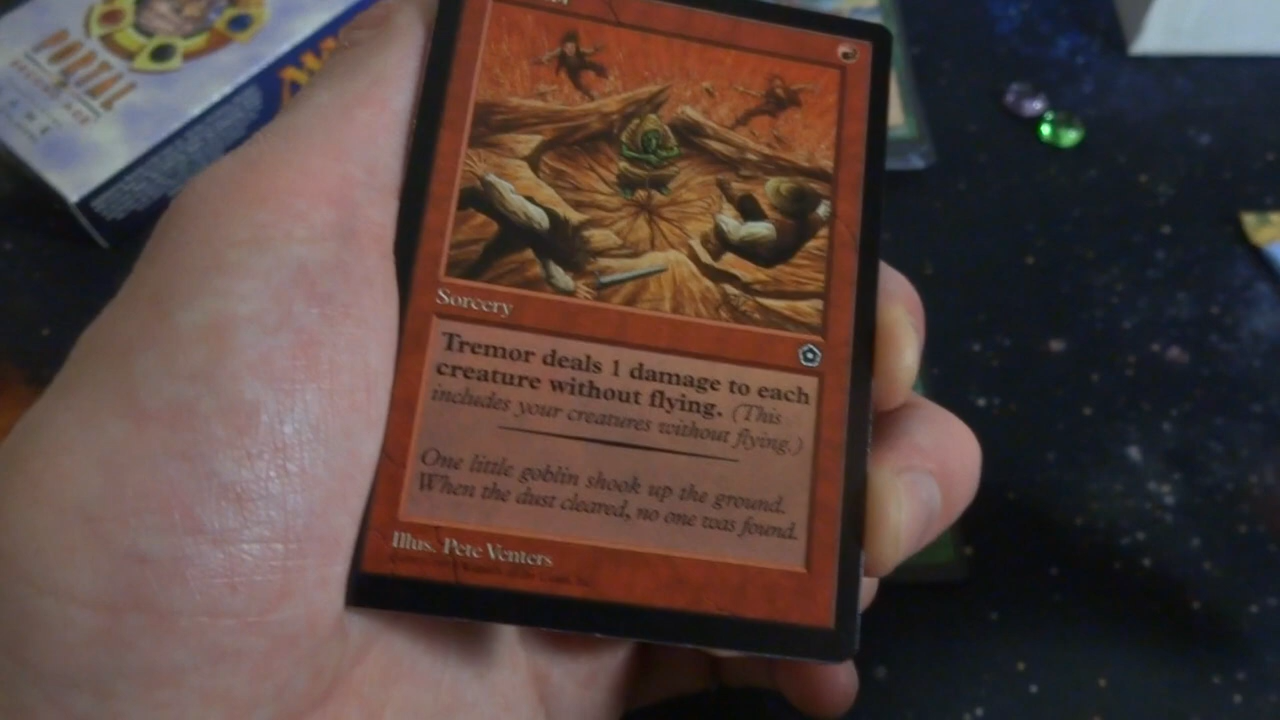 PORTAL
Sorcery
Tremor deals 1 damage to each
creature without flying. (This
includes your creatures without flying.)
One little goblin shook up the ground.
When the dust cleared, no one was found.
Illus. Pete Venters